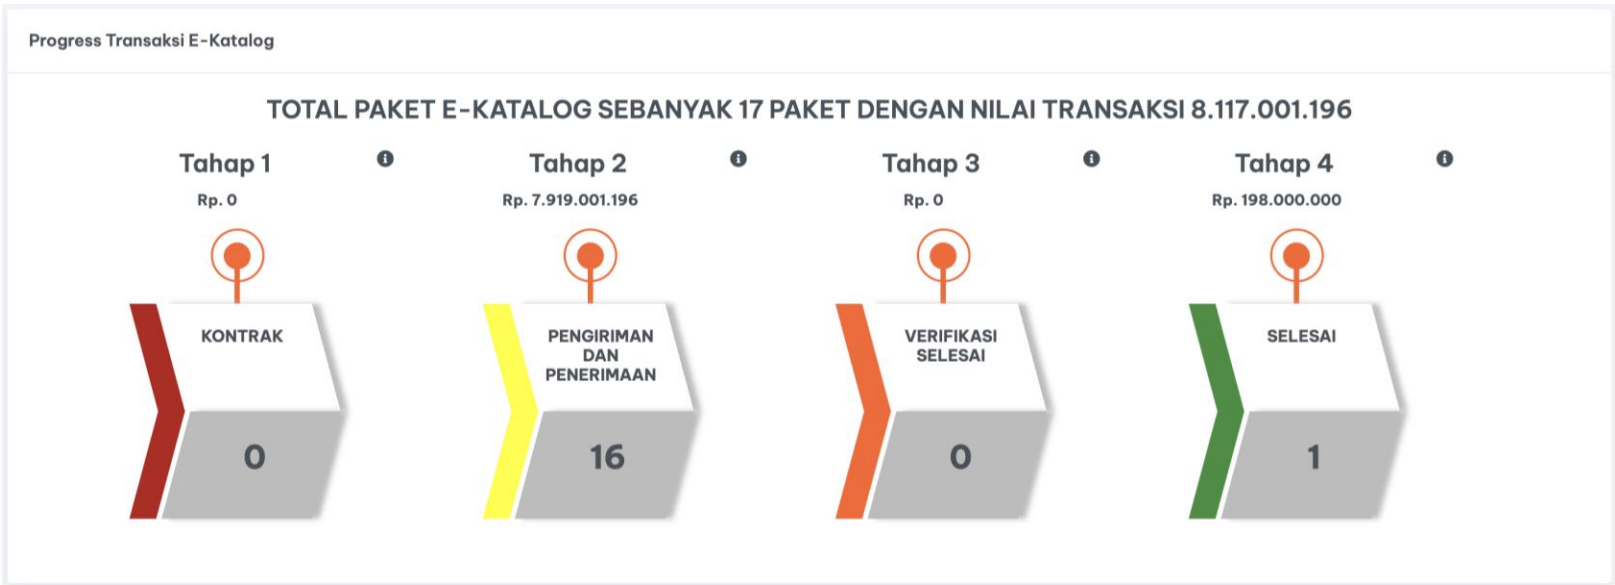 Progress Transaksi E-Katalog
TOTAL PAKET E-KATALOG SEBANYAK 17 PAKET DENGAN NILAI TRANSAKSI 8.117.001.196
Tahap 1
Rp. 0
KONTRAK
0
Tahap 2
Rp. 7.919.001.196
PENGIRIMAN
DAN
PENERIMAAN
16
Tahap 3
Rp. 0
VERIFIKASI
SELESAI
0
Tahap 4
Rp. 198.000.000
SELESAI
1